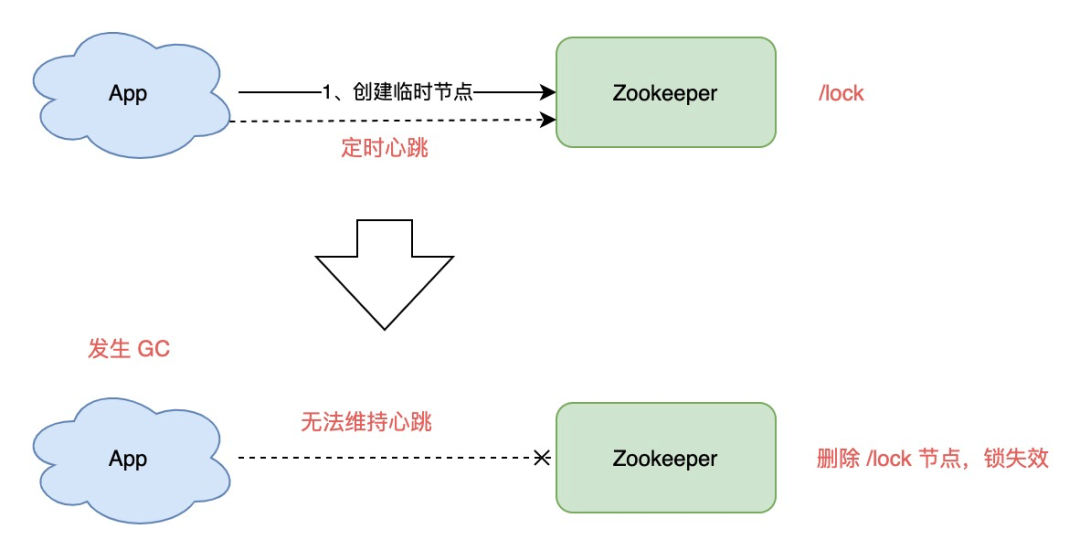 App
1、创建临时节点
Zookeeper
/lock
定时心跳
发生 GC
无法维持心跳
App
Zookeeper
删除 /lock 节点，锁失效